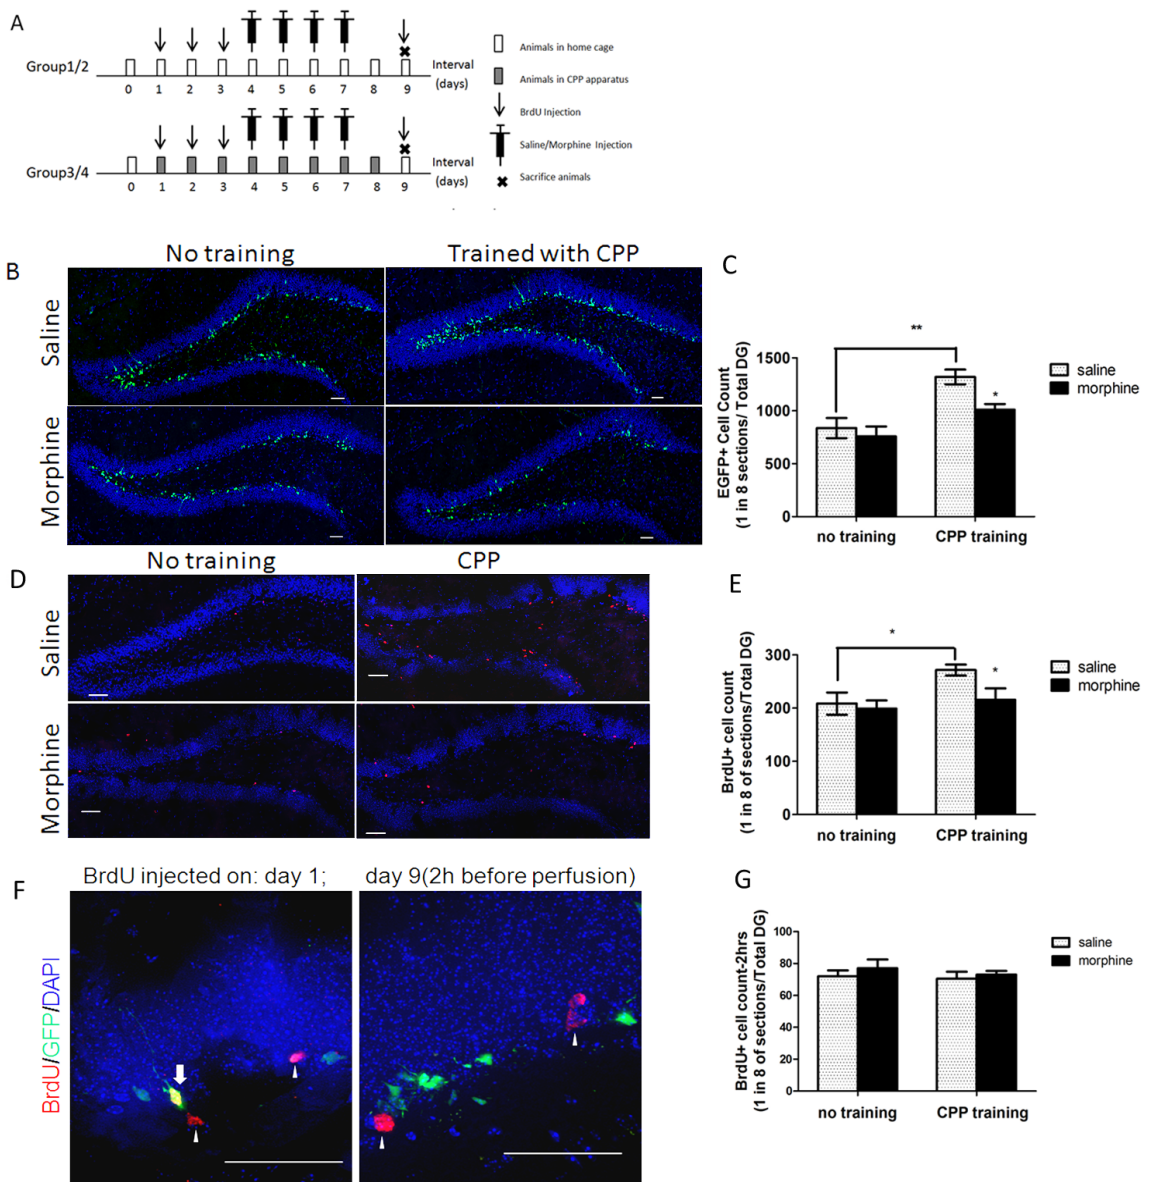 A
Group1/2
0 1 2 3 4 5 6 7 8 9
Interval
(days)
Group3/4
0 1 2 3 4 5 6 7 8 9
Interval
(days)
Animals in home cage
Animals in CPP apparatus
BrdU Injection
Saline/Morphine Injection
Sacrifice animals
B
No training
Trained with CPP
Saline
Morphine
C
EGFP+ Cell Count
(1 in 8 sections/ Total DG)
1500
1000
500
0
**
*
no training
CPP training
saline
morphine
D
No training
CPP
Saline
Morphine
E
BrdU+ cell count
(1 in 8 of sections/Total DG)
300
200
100
0
*
*
no training
CPP training
saline
morphine
F
BrdU injected on: day 1;
day 9(2h before perfusion)
BrdU/GFP/DAPI
G
BrdU+ cell count-2hrs
(1 in 8 of sections/Total DG)
100
80
60
40
20
0
no training
CPP training
saline
morphine